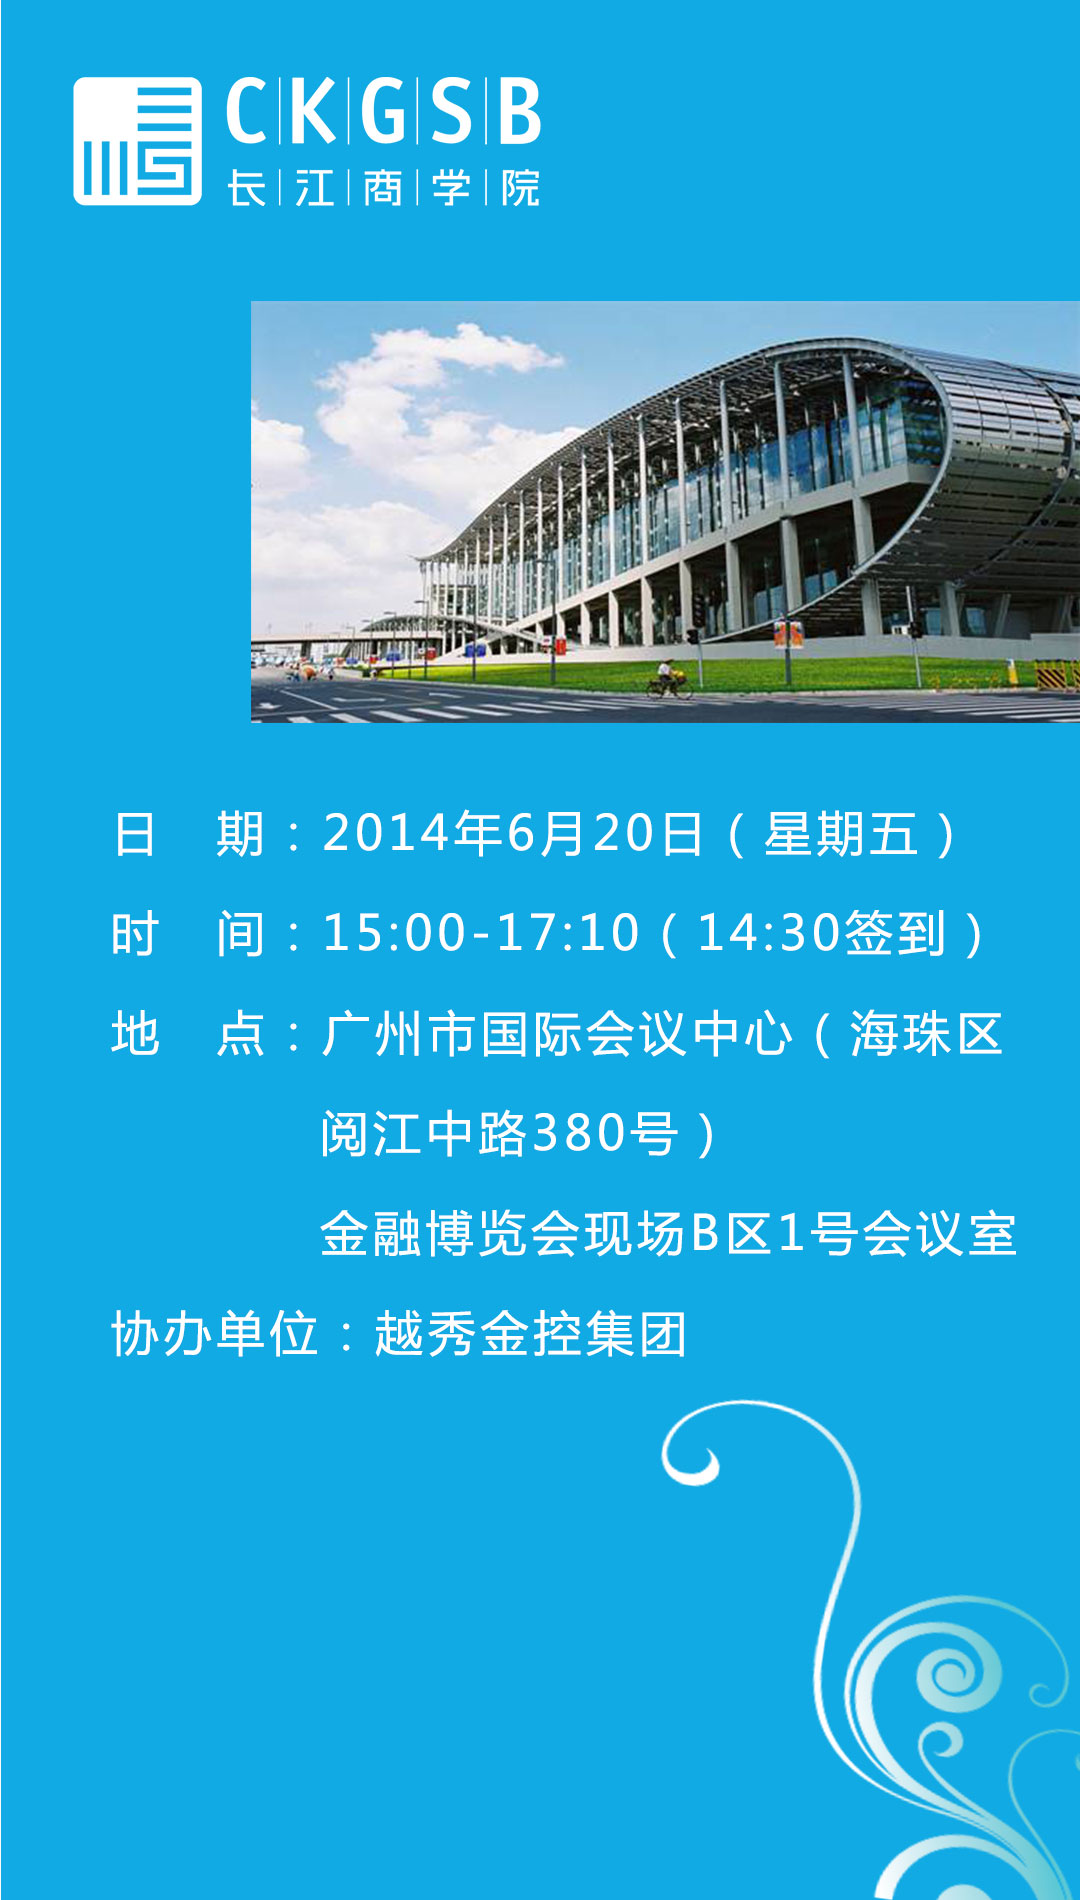 CKGSB
长江商学院
日 期：2014年6月20日（星期五）
时 间：15:00-17:10（14:30签到）
地 点：广州市国际会议中心（海珠区
阅江中路380号）
金融博览会现场B区1号会议室
协办单位：越秀金控集团